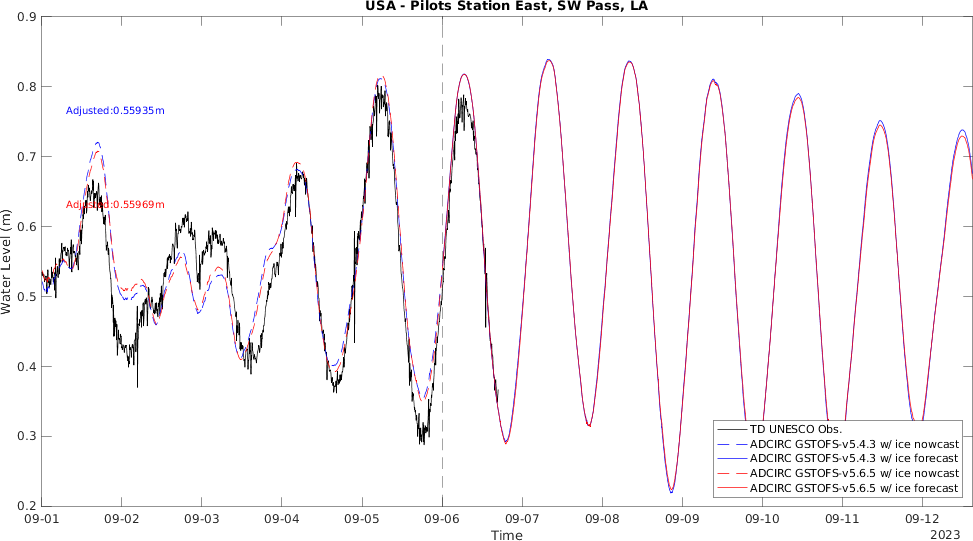 USA - Pilots Station East, SW Pass, LA
0.9
0.8
0.7
0.6
0.5
0.4
0.3
0.2
Water Level (m)
Adjusted:0.55935m
Adjusted:0.55969m
TD UNESCO Obs.
ADCIRC GSTOFS-v5.4.3 w/ ice nowcast
ADCIRC GSTOFS-v5.4.3 w/ ice forecast
ADCIRC GSTOFS-v5.6.5 w/ ice nowcast
ADCIRC GSTOFS-v5.6.5 w/ ice forecast
09-01 09-02 09-03 09-04 09-05 09-06 09-07 09-08 09-09 09-10 09-11 09-12
Time
2023